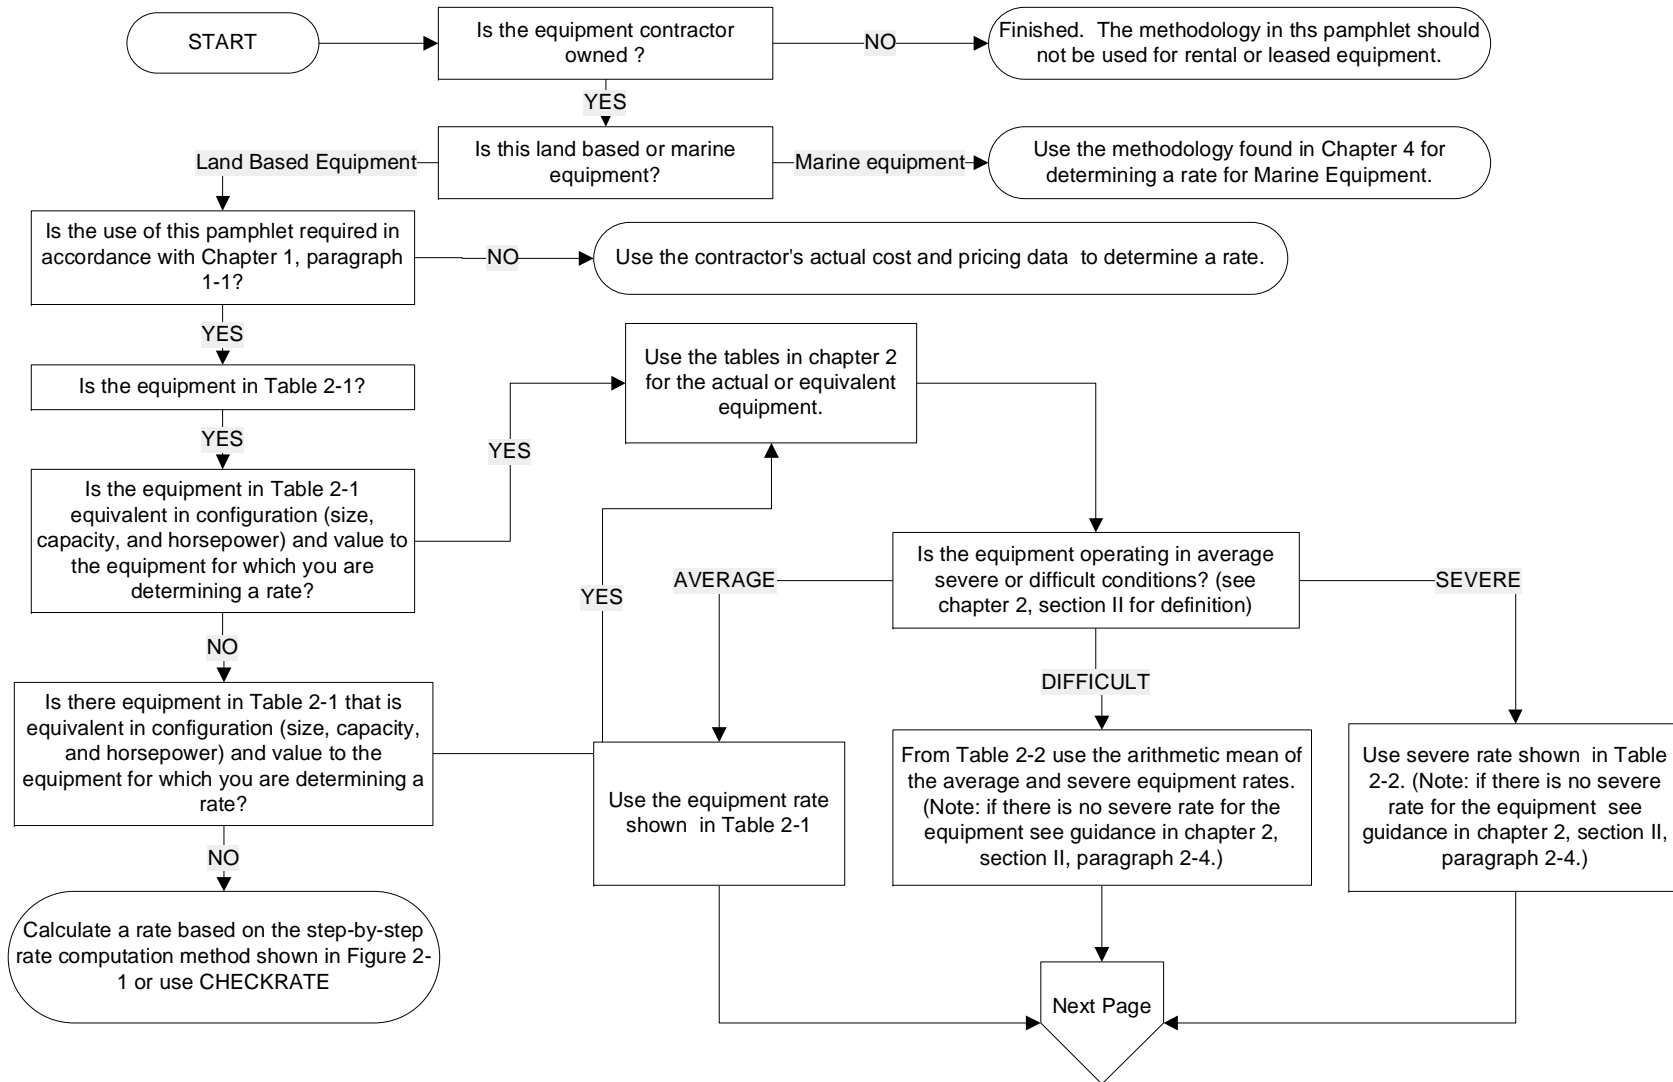 START
Is the equipment contractor
owned ?
NO
Finished.  The methodology in ths pamphlet should
not be used for rental or leased equipment.
YES
Land Based Equipment
Is this land based or marine
equipment?
Marine equipment
Use the methodology found in Chapter 4 for
determining a rate for Marine Equipment.
Is the use of this pamphlet required in
accordance with Chapter 1, paragraph
1-1?
NO
Use the contractor's actual cost and pricing data  to determine a rate.
YES
Is the equipment in Table 2-1?
YES
Is the equipment in Table 2-1
equivalent in configuration (size,
capacity, and horsepower) and value to
the equipment for which you are
determining a rate?
YES
Use the tables in chapter 2
for the actual or equivalent
equipment.
NO
Is there equipment in Table 2-1 that is
equivalent in configuration (size, capacity,
and horsepower) and value to the
equipment for which you are determining a
rate?
YES
NO
Calculate a rate based on the step-by-step
rate computation method shown in Figure 2-
1 or use CHECKRATE
Is the equipment operating in average
severe or difficult conditions? (see
chapter 2, section II for definition)
AVERAGE
SEVERE
DIFFICULT
Use the equipment rate
shown  in Table 2-1
From Table 2-2 use the arithmetic mean of
the average and severe equipment rates.
(Note: if there is no severe rate for the
equipment see guidance in chapter 2,
section II, paragraph 2-4.)
Use severe rate shown  in Table
2-2. (Note: if there is no severe
rate for the equipment  see
guidance in chapter 2, section II,
paragraph 2-4.)
Next Page